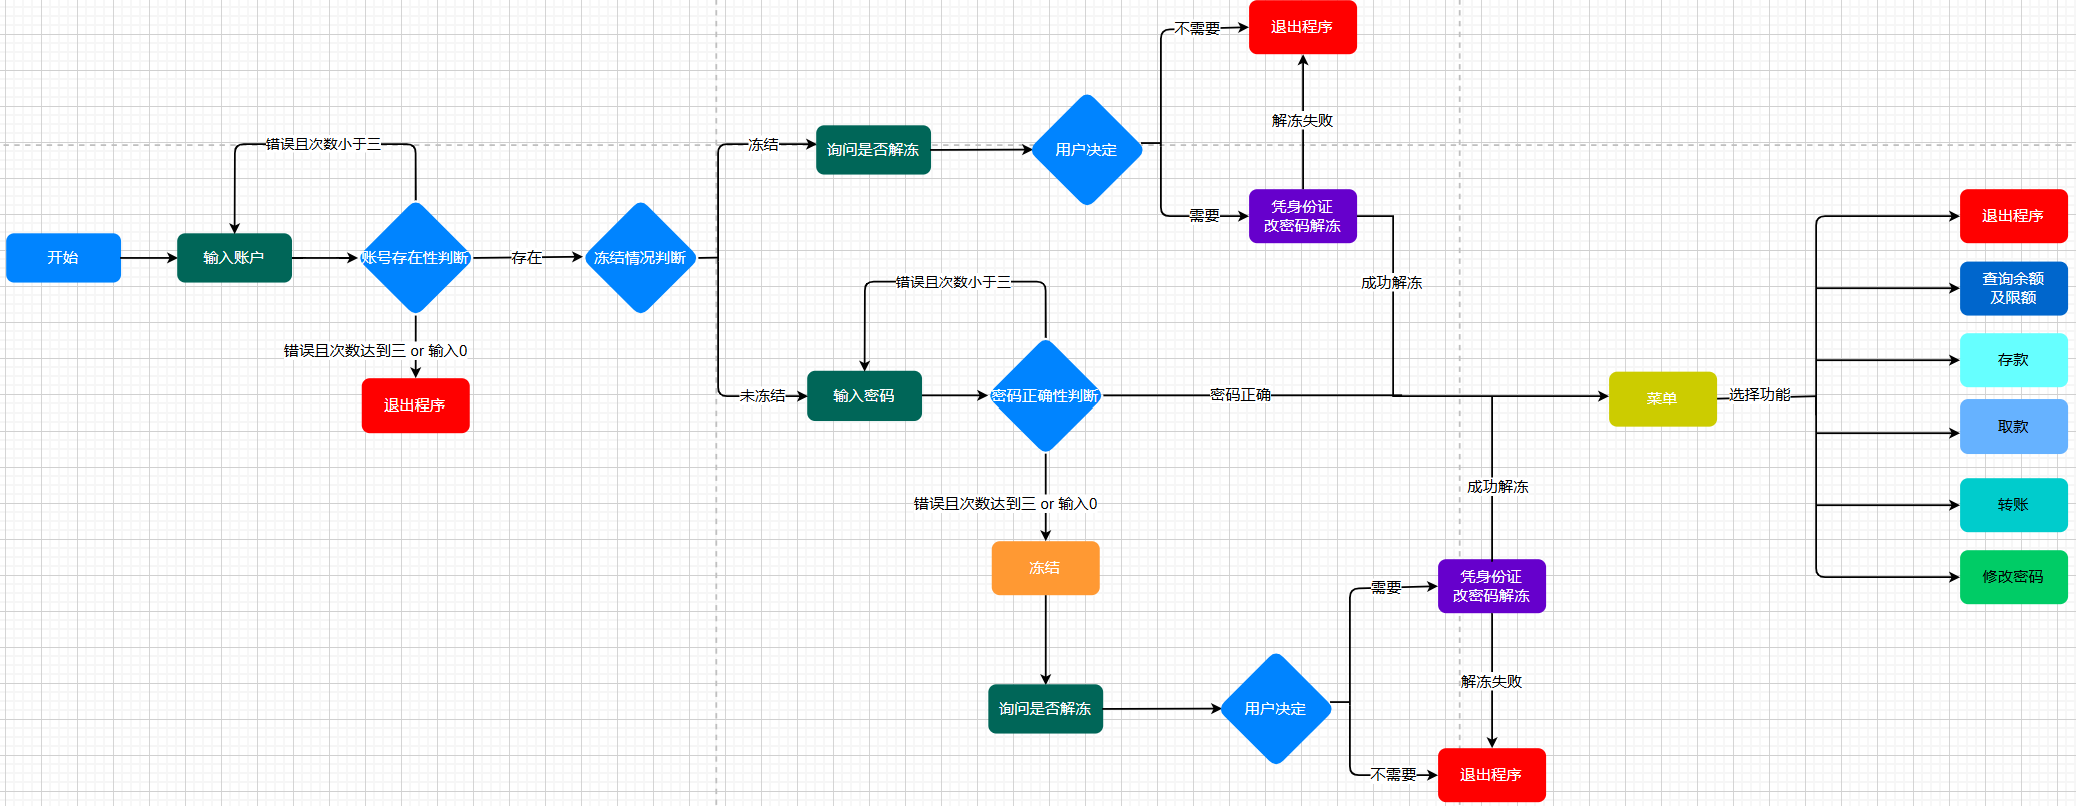 开始
输入账户
错误且次数小于三
账号存在性判断
错误且次数达到三 or 输入0
退出程序
存在
冻结情况判断
冻结
询问是否解冻
用户决定
不需要
退出程序
解冻失败
需要
凭身份证
改密码解冻
成功解冻
未冻结
输入密码
错误且次数小于三
密码正确性判断
密码正确
错误且次数达到三 or 输入0
冻结
询问是否解冻
用户决定
需要
凭身份证
改密码解冻
成功解冻
解冻失败
不需要
退出程序
菜单
选择功能
退出程序
查询余额
及限额
存款
取款
转账
修改密码